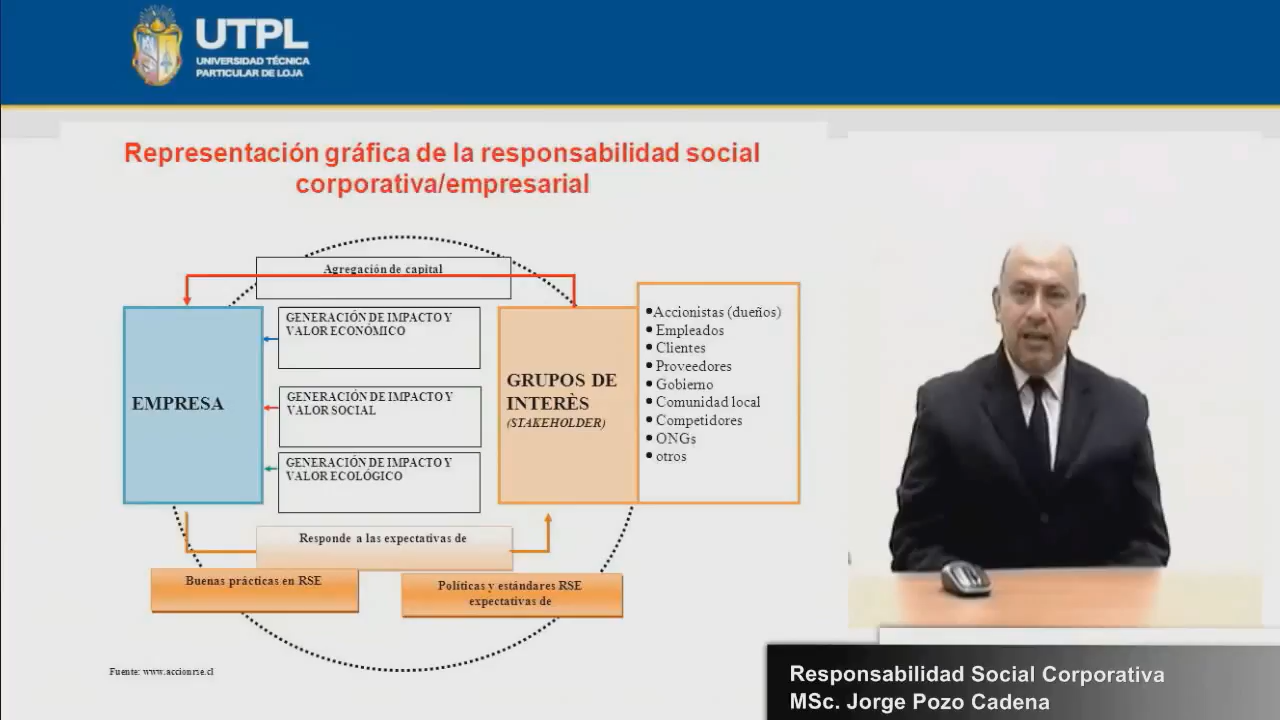 UTPL
UNIVERSIDAD TÉCNICA
PARTICULAR DE LOJA
Representación gráfica de la responsabilidad social
corporativa/empresarial
Agregación de capital
EMPRESA
GENERACIÓN DE IMPACTO Y
VALOR ECONÓMICO
GENERACIÓN DE IMPACTO Y
VALOR SOCIAL
GENERACIÓN DE IMPACTO Y
VALOR ECOLÓGICO
GRUPOS DE
INTERÈS
(STAKEHOLDER)
•Accionistas (dueños)
• Empleados
• Clientes
• Proveedores
• Gobierno
• Comunidad local
• Competidores
• ONGs
• otros
Responde a las expectativas de
Buenas prácticas en RSE
Políticas y estándares RSE
expectativas de
Fuente: www.accionrse.cl
Responsabilidad Social Corporativa
MSc. Jorge Pozo Cadena